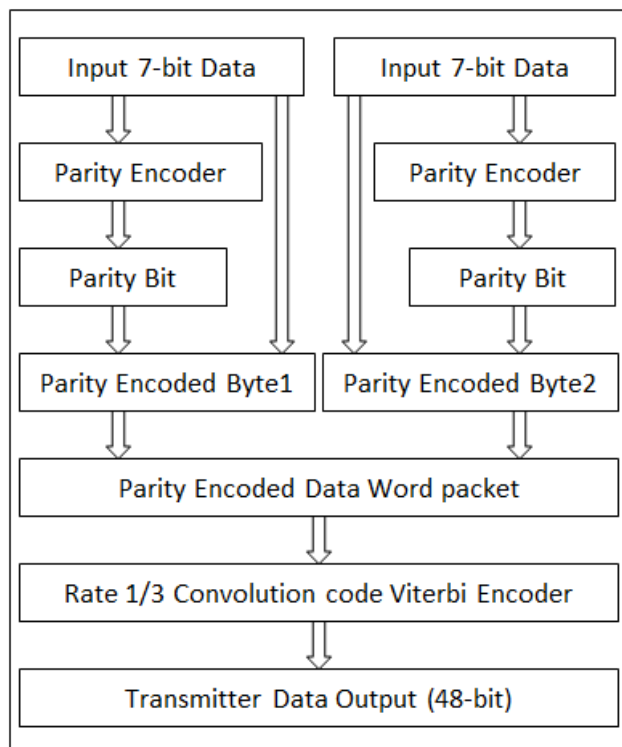 Input 7-bit Data
Input 7-bit Data
Parity Encoder
Parity Encoder
Parity Bit
Parity Bit
Parity Encoded Byte1
Parity Encoded Byte2
Parity Encoded Data Word packet
Rate 1/3 Convolution code Viterbi Encoder
Transmitter Data Output (48-bit)